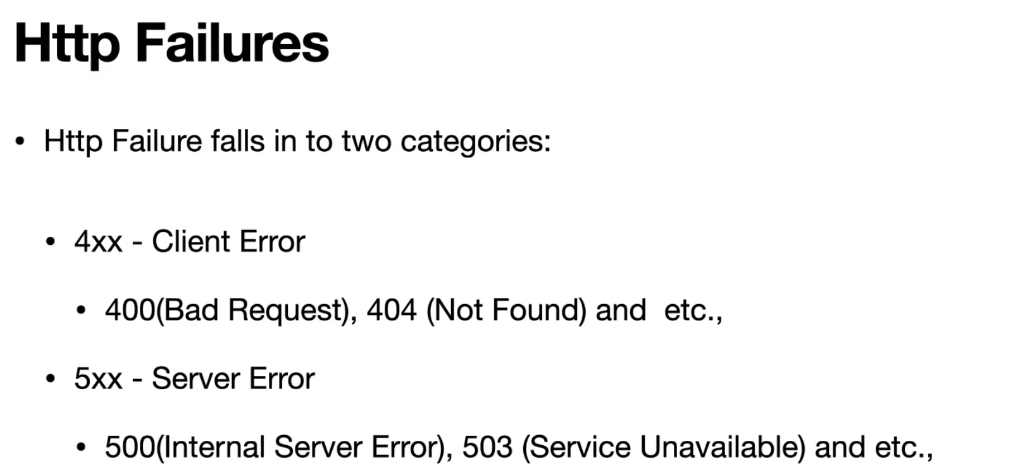 Http Failures
• Http Failure falls in to two categories:
• 4xx - Client Error
• 400(Bad Request), 404 (Not Found) and  etc.,
• 5xx - Server Error
• 500(Internal Server Error), 503 (Service Unavailable) and etc.,